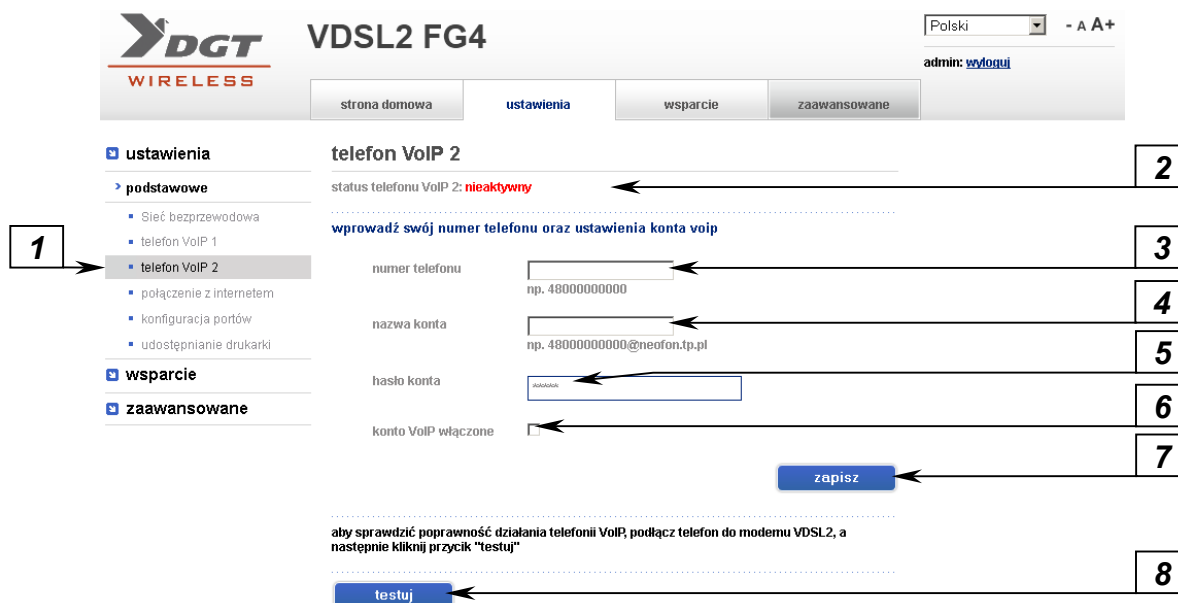 DGT
WIRELESS
VDSL2 FG4
Polski
- A A+
admin: wyloguj
strona domowa
ustawienia
wsparcie
zaawansowane
ustawienia
podstawowe
Sieć bezprzewodowa
telefon VoIP 1
telefon VoIP 2
połączenie z internetem
konfiguracja portów
udostępnianie drukarki
wsparcie
zaawansowane
telefon VoIP 2
status telefonu VoIP 2: nieaktywny
wprowadź swój numer telefonu oraz ustawienia konta voip
numer telefonu
np. 48000000000
nazwa konta
np. 48000000000@neofon.tp.pl
hasło konta
*****
konto VoIP włączone
zapisz
aby sprawdzić poprawność działania telefonii VoIP, podłącz telefon do modemu VDSL2, a
następnie kliknij przycik "testuj"
testuj
1
2
3
4
5
6
7
8